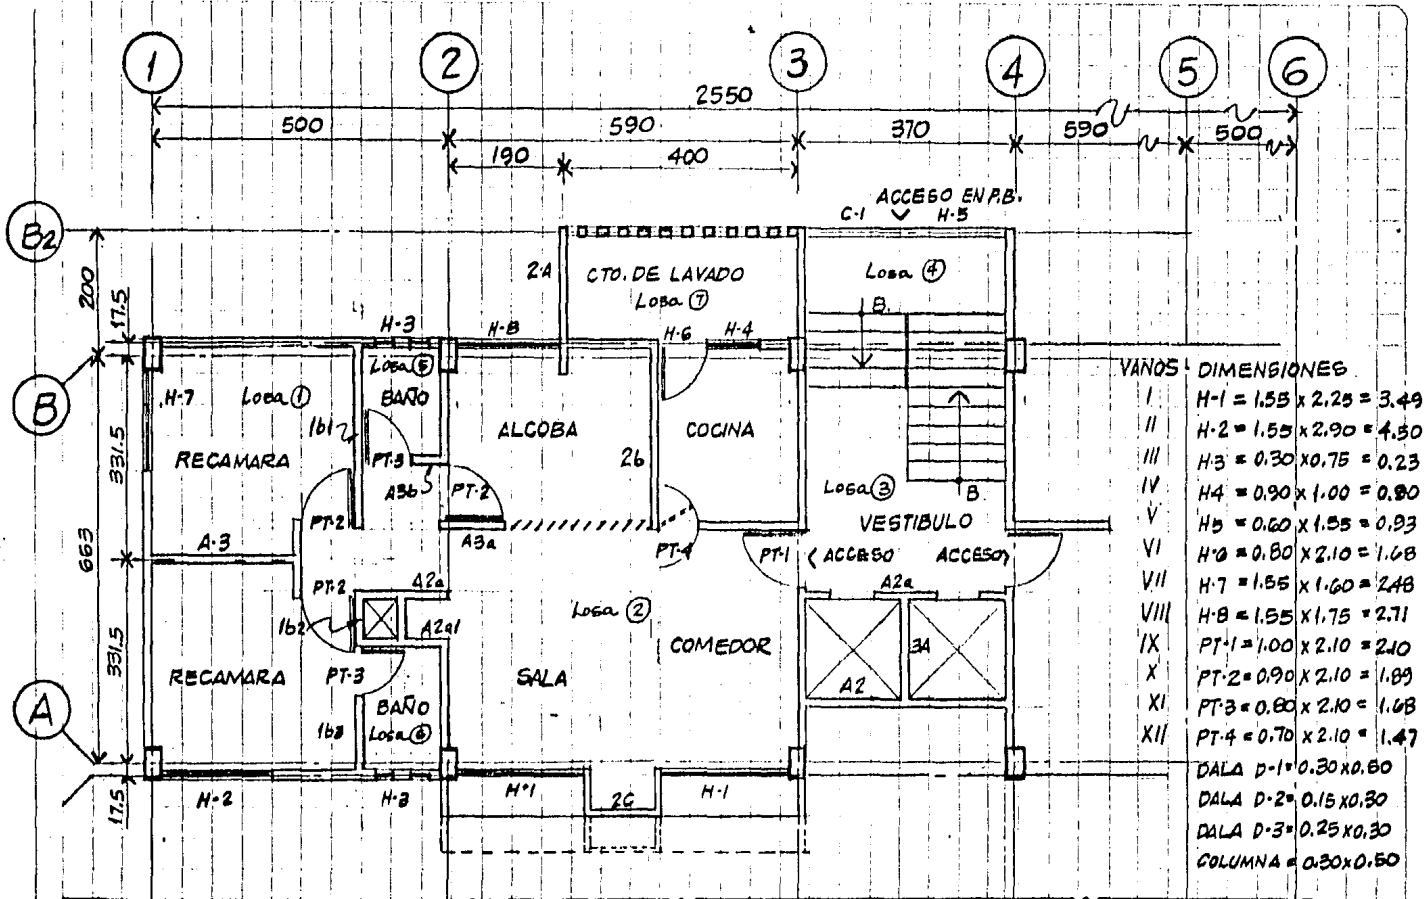 1 2 3 4 5 6
2550
500 590 370 590 500
190 400
ACCESO EN P.B.
C-1 H-5
B2
200
17.5
2-A
CTO. DE LAVADO
Losa 7
Losa 4
B.
H-3
H-8
H-6
H-4
B
H-7
Losa 1
Losa 5
BAÑO
1b1
RECAMARA
PT-3
A3b
PT-2
ALCOBA
2b
COCINA
331.5
663
Losa 3
B.
VESTIBULO
PT-2
A3a
PT-4
PT-1
ACCESO
ACCESO
A-3
PT-2
A2a
A2a
1b2
A2a1
Losa 2
331.5
RECAMARA
PT-3
SALA
COMEDOR
3A
A2
A
BAÑO
1b3
Losa 6
17.5
H-2
H-3
H-1
2C
H-1
VANOS DIMENSIONES
I H-1 = 1.55 x 2.25 = 3.49
II H-2 = 1.55 x 2.90 = 4.50
III H-3 = 0.30 x 0.75 = 0.23
IV H4 = 0.90 x 1.00 = 0.90
V H5 = 0.60 x 1.55 = 0.93
VI H-6 = 0.80 x 2.10 = 1.68
VII H-7 = 1.55 x 1.60 = 2.48
VIII H-8 = 1.55 x 1.75 = 2.71
IX PT-1 = 1.00 x 2.10 = 2.10
X PT-2 = 0.90 x 2.10 = 1.89
XI PT-3 = 0.80 x 2.10 = 1.68
XII PT-4 = 0.70 x 2.10 = 1.47
DALA D-1 = 0.30 x 0.80
DALA D-2 = 0.15 x 0.30
DALA D-3 = 0.25 x 0.30
COLUMNA = 0.30 x 0.50